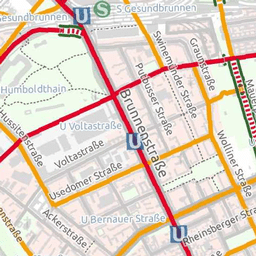 S Gesundbrunnen
Gesundbrunnen
U
S
Swinemünder Straße
Graunstraße
Putbusser Straße
Humboldthain
Brunnenstraße
Hussitenstraße
U Voltastraße
U
Voltastraße
Usedomer Straße
Wolliner Straße
Ackerstraße
U Bernauer Straße
U
Rheinsberger Straße